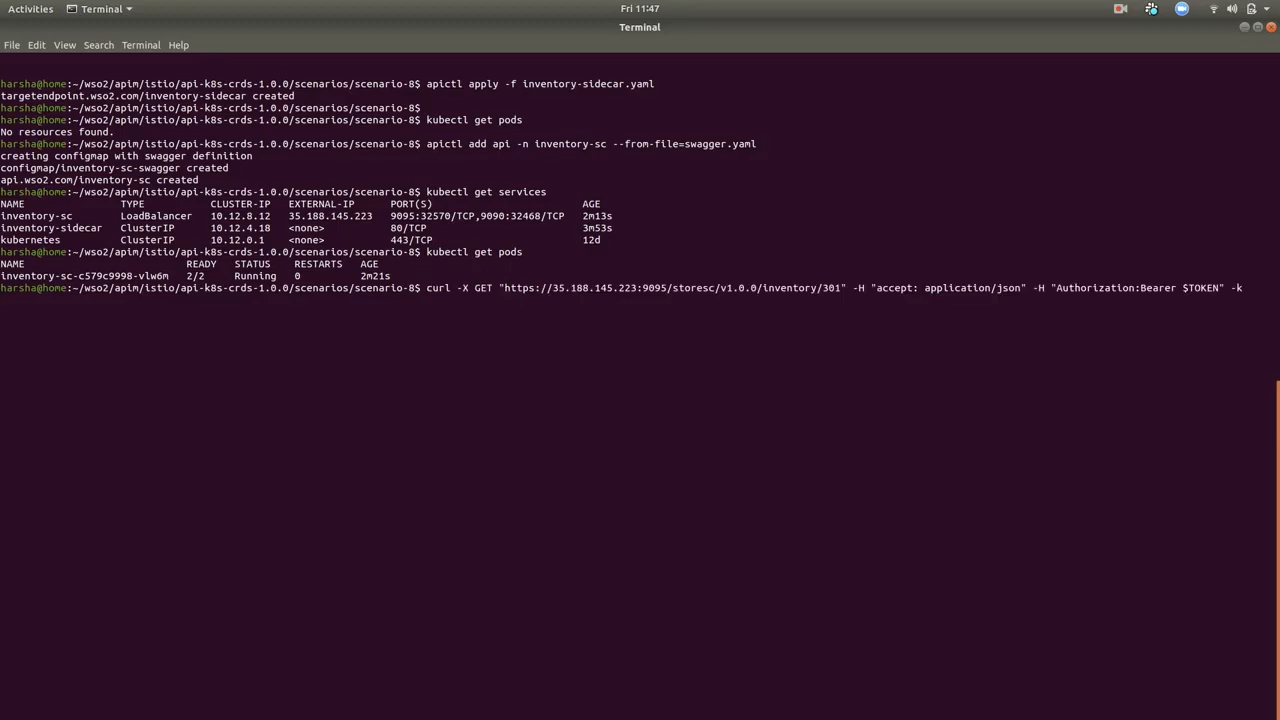 Activities Terminal Fri 11:47
Terminal
File Edit View Search Terminal Help
harsha@home:~/wso2/apim/istio/api-k8s-crds-1.0.0/scenarios/scenario-8$ apictl apply -f inventory-sidecar.yaml
targetendpoint.wso2.com/inventory-sidecar created
harsha@home:~/wso2/apim/istio/api-k8s-crds-1.0.0/scenarios/scenario-8$
harsha@home:~/wso2/apim/istio/api-k8s-crds-1.0.0/scenarios/scenario-8$ kubectl get pods
No resources found.
harsha@home:~/wso2/apim/istio/api-k8s-crds-1.0.0/scenarios/scenario-8$ apictl add api -n inventory-sc --from-file=swagger.yaml
creating configmap with swagger definition
configmap/inventory-sc-swagger created
api.wso2.com/inventory-sc created
harsha@home:~/wso2/apim/istio/api-k8s-crds-1.0.0/scenarios/scenario-8$ kubectl get services
NAME TYPE CLUSTER-IP EXTERNAL-IP PORT(S) AGE
inventory-sc LoadBalancer 10.12.8.12 35.188.145.223 9095:32570/TCP,9090:32468/TCP 2m13s
inventory-sidecar ClusterIP 10.12.4.18 <none> 80/TCP 3m53s
kubernetes ClusterIP 10.12.0.1 <none> 443/TCP 12d
harsha@home:~/wso2/apim/istio/api-k8s-crds-1.0.0/scenarios/scenario-8$ kubectl get pods
NAME READY STATUS RESTARTS AGE
inventory-sc-c579c9998-vlw6m 2/2 Running 0 2m21s
harsha@home:~/wso2/apim/istio/api-k8s-crds-1.0.0/scenarios/scenario-8$ curl -X GET "https://35.188.145.223:9095/storesc/v1.0.0/inventory/301" -H "accept: application/json" -H "Authorization:Bearer $TOKEN" -k